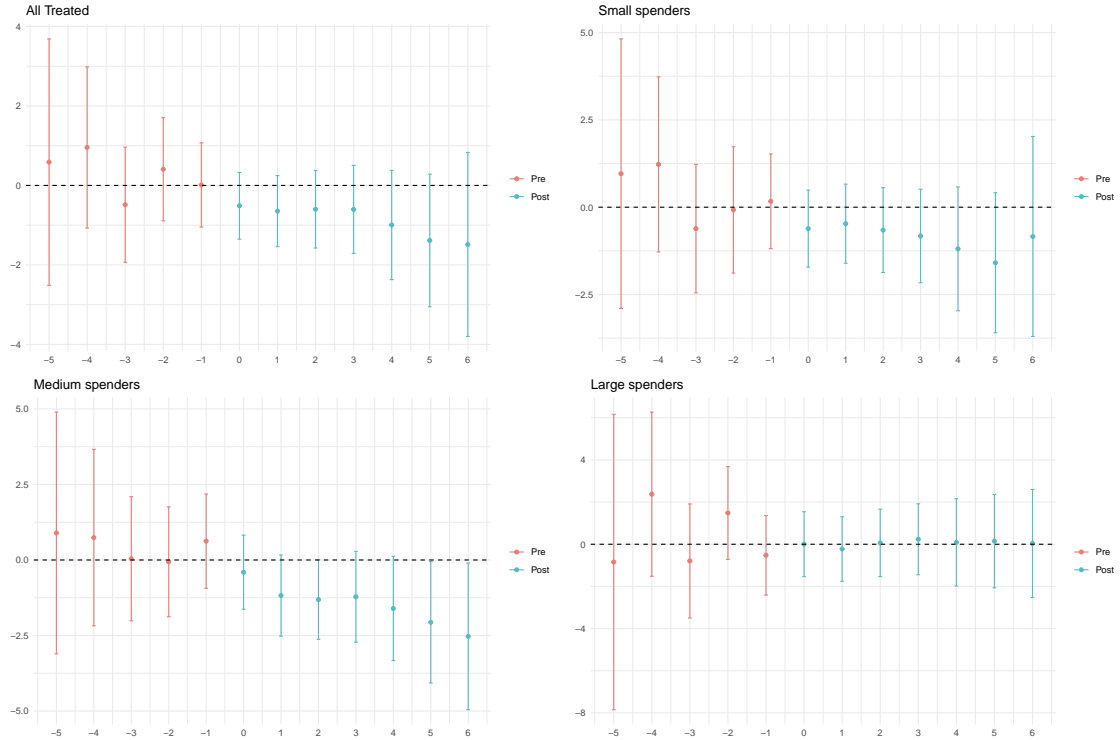 All Treated
4
2
0
−2
−4
−5 −4 −3 −2 −1 0 1 2 3 4 5 6
Pre
Post
Small spenders
5.0
2.5
0.0
−2.5
−5 −4 −3 −2 −1 0 1 2 3 4 5 6
Pre
Post
Medium spenders
5.0
2.5
0.0
−2.5
−5.0
−5 −4 −3 −2 −1 0 1 2 3 4 5 6
Pre
Post
Large spenders
4
0
−4
−8
−5 −4 −3 −2 −1 0 1 2 3 4 5 6
Pre
Post